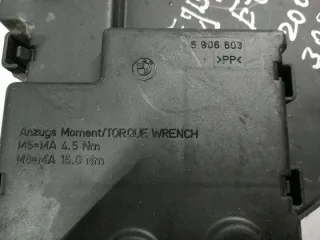 6 906 603
>PP<
Anzugs Moment/TORQUE WRENCH
M5=MA 4.5 Nm
M8=MA 15.0 Nm